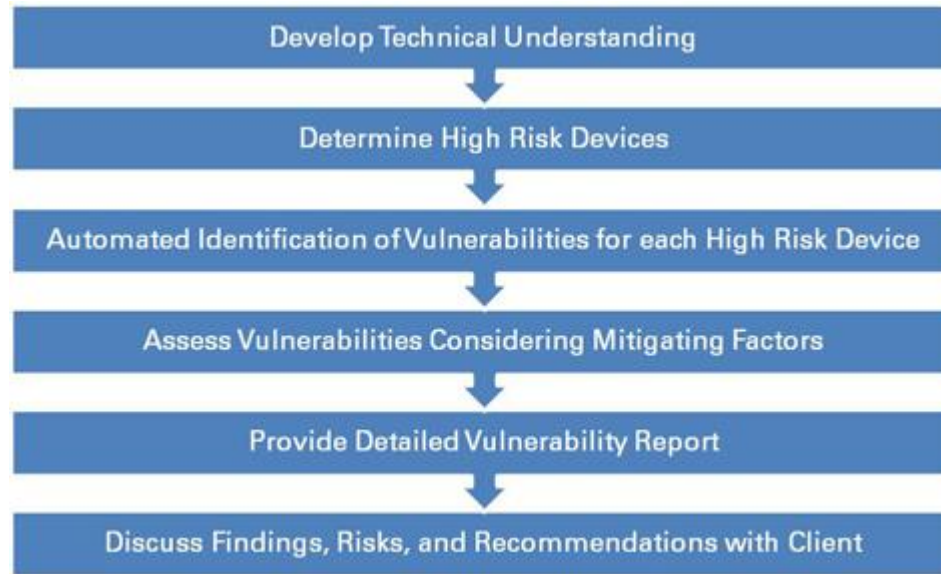 Develop Technical Understanding
Determine High Risk Devices
Automated Identification of Vulnerabilities for each High Risk Device
Assess Vulnerabilities Considering Mitigating Factors
Provide Detailed Vulnerability Report
Discuss Findings, Risks, and Recommendations with Client